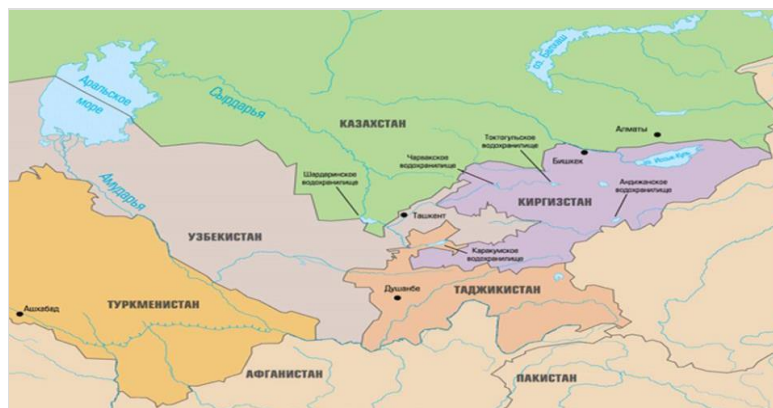 оз. Балхаш
Аральское
море
Сырдарья
КАЗАХСТАН
Токтогульское
водохранилище
Алматы
Чарвакское
водохранилище
Бишкек
оз. Иссык-Куль
Шардаринское
водохранилище
Андижанское
водохранилище
Амударья
КИРГИЗСТАН
Ташкент
УЗБЕКИСТАН
Каракумское
водохранилище
Душанбе
ТАДЖИКИСТАН
ТУРКМЕНИСТАН
Ашхабад
АФГАНИСТАН
ПАКИСТАН